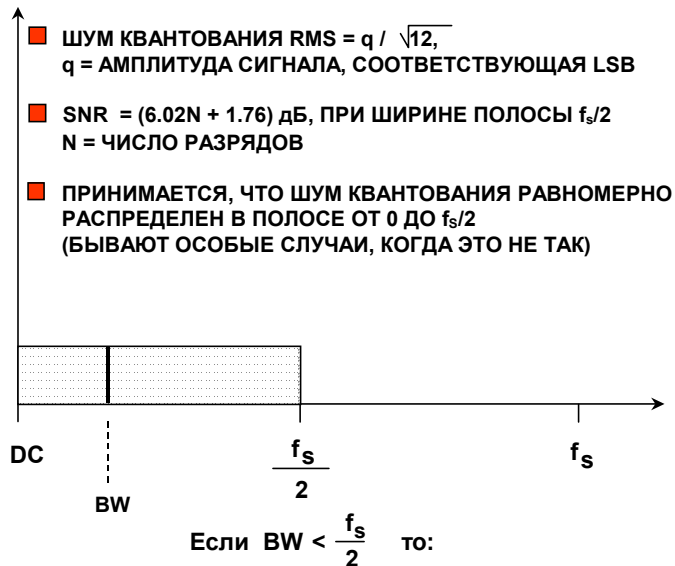 ШУМ КВАНТОВАНИЯ RMS = q / √12,
q = АМПЛИТУДА СИГНАЛА, СООТВЕТСТВУЮЩАЯ LSB
SNR = (6.02N + 1.76) дБ, ПРИ ШИРИНЕ ПОЛОСЫ fs/2
N = ЧИСЛО РАЗРЯДОВ
ПРИНИМАЕТСЯ, ЧТО ШУМ КВАНТОВАНИЯ РАВНОМЕРНО
РАСПРЕДЕЛЕН В ПОЛОСЕ ОТ 0 ДО fS/2
(БЫВАЮТ ОСОБЫЕ СЛУЧАИ, КОГДА ЭТО НЕ ТАК)
DC
BW
fS/2
fS
Если BW < fS/2 то: